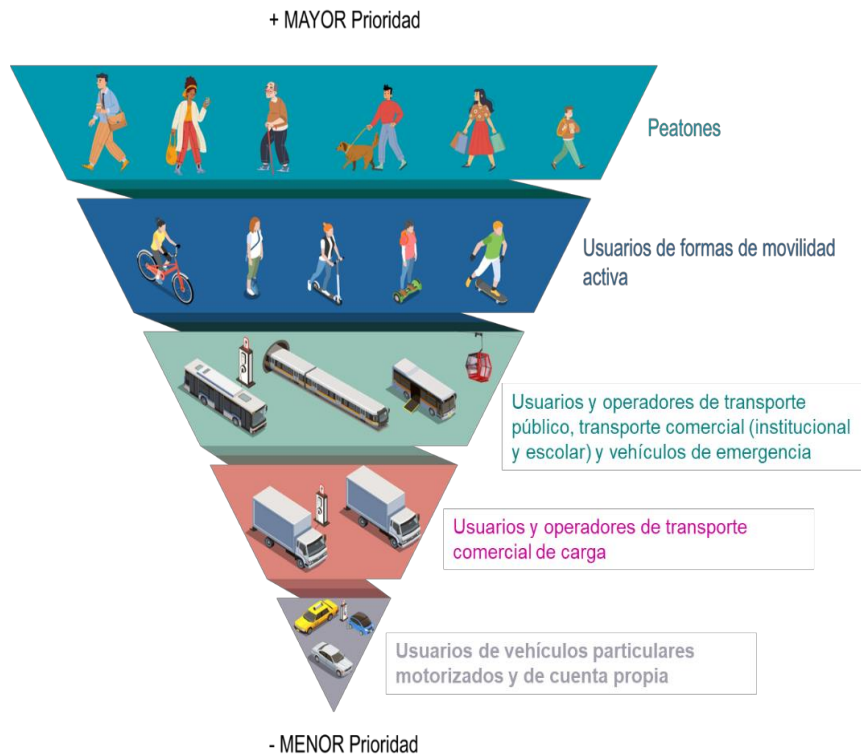 + MAYOR Prioridad
Peatones
Usuarios de formas de movilidad
activa
Usuarios y operadores de transporte
público, transporte comercial (institucional
y escolar) y vehículos de emergencia
Usuarios y operadores de transporte
comercial de carga
Usuarios de vehículos particulares
motorizados y de cuenta propia
- MENOR Prioridad